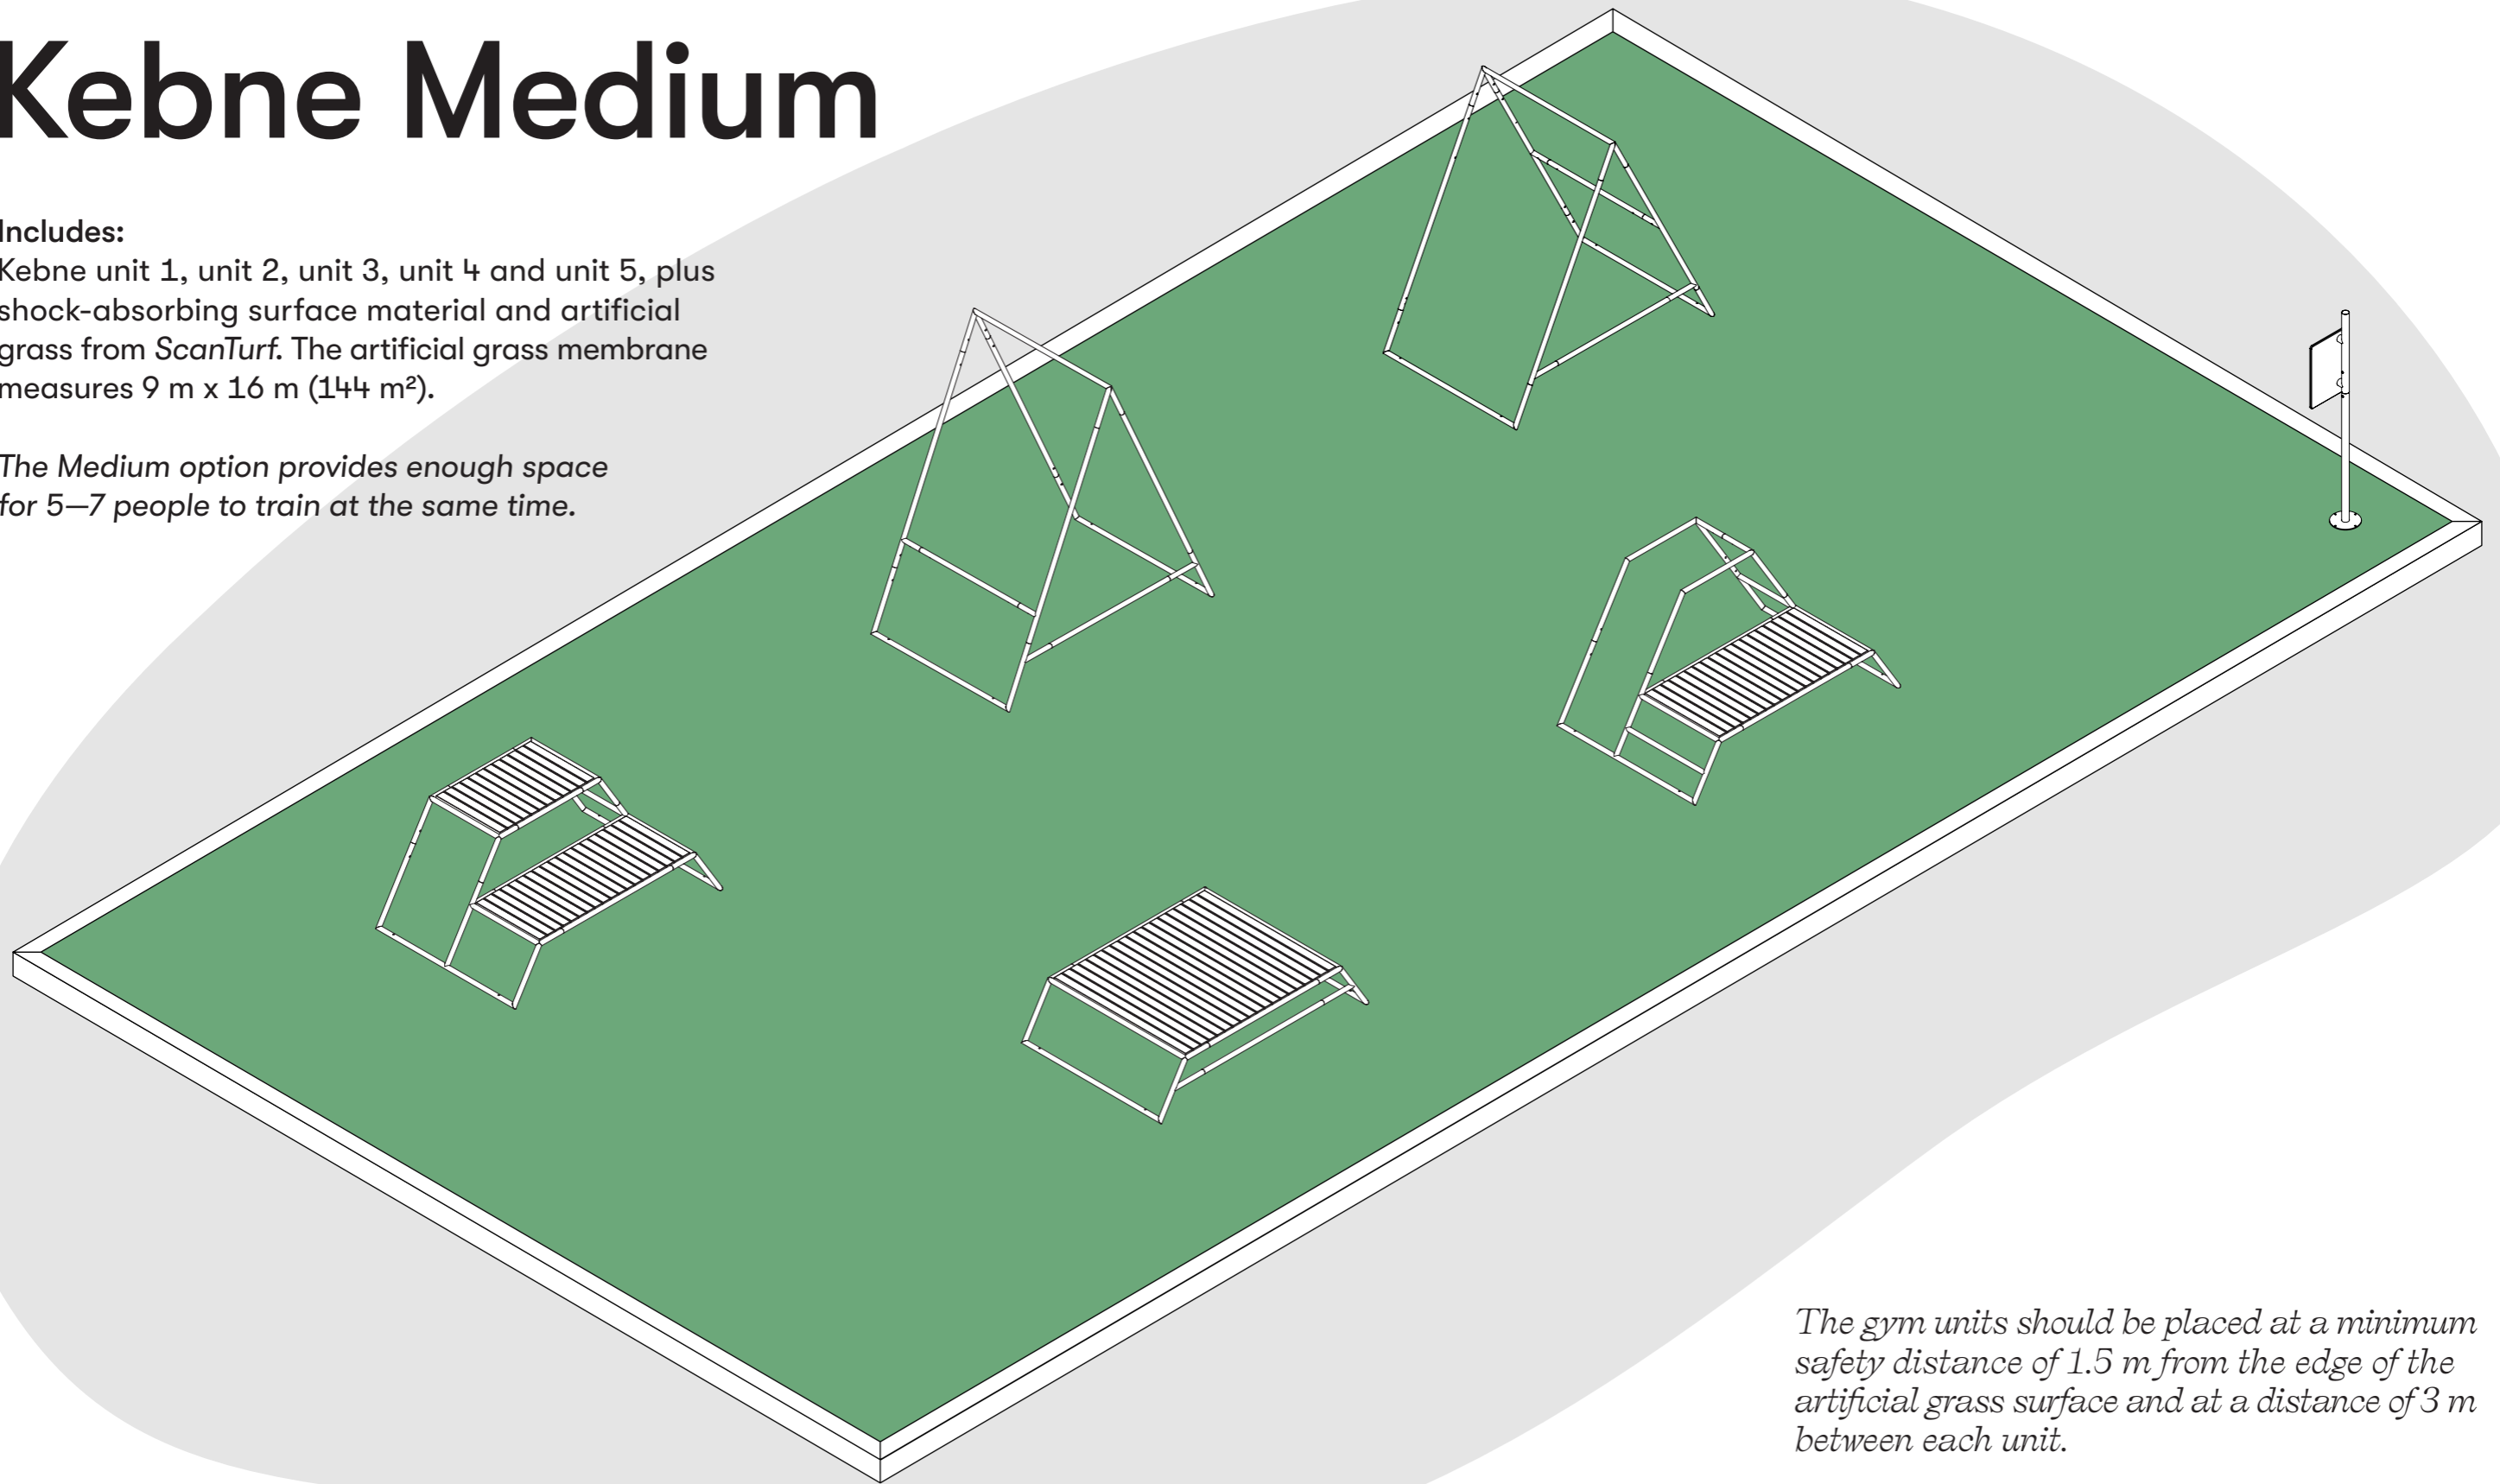 Kebne Medium
Includes:
Kebne unit 1, unit 2, unit 3, unit 4 and unit 5, plus
shock-absorbing surface material and artificial
grass from ScanTurf. The artificial grass membrane
measures 9 m x 16 m (144 m²).
The Medium option provides enough space
for 5—7 people to train at the same time.
The gym units should be placed at a minimum
safety distance of 1.5 m from the edge of the
artificial grass surface and at a distance of 3 m
between each unit.